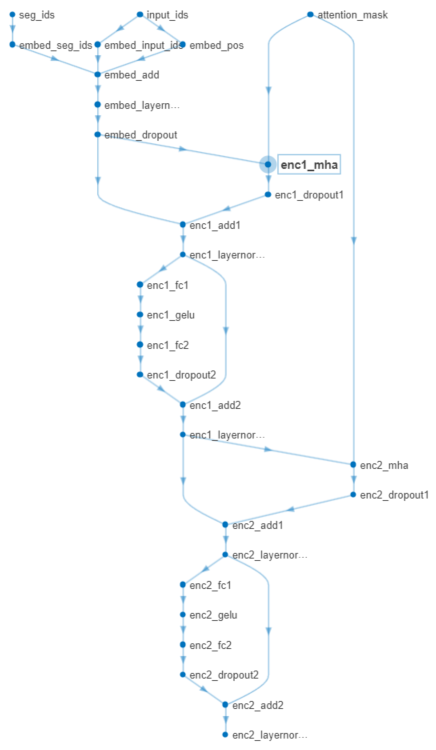 seg_ids
input_ids
attention_mask
embed_seg_ids
embed_input_ids
embed_pos
embed_add
embed_layern...
embed_dropout
enc1_mha
enc1_dropout1
enc1_add1
enc1_layernor...
enc1_fc1
enc1_gelu
enc1_fc2
enc1_dropout2
enc1_add2
enc1_layernor...
enc2_mha
enc2_dropout1
enc2_add1
enc2_layernor...
enc2_fc1
enc2_gelu
enc2_fc2
enc2_dropout2
enc2_add2
enc2_layernor...